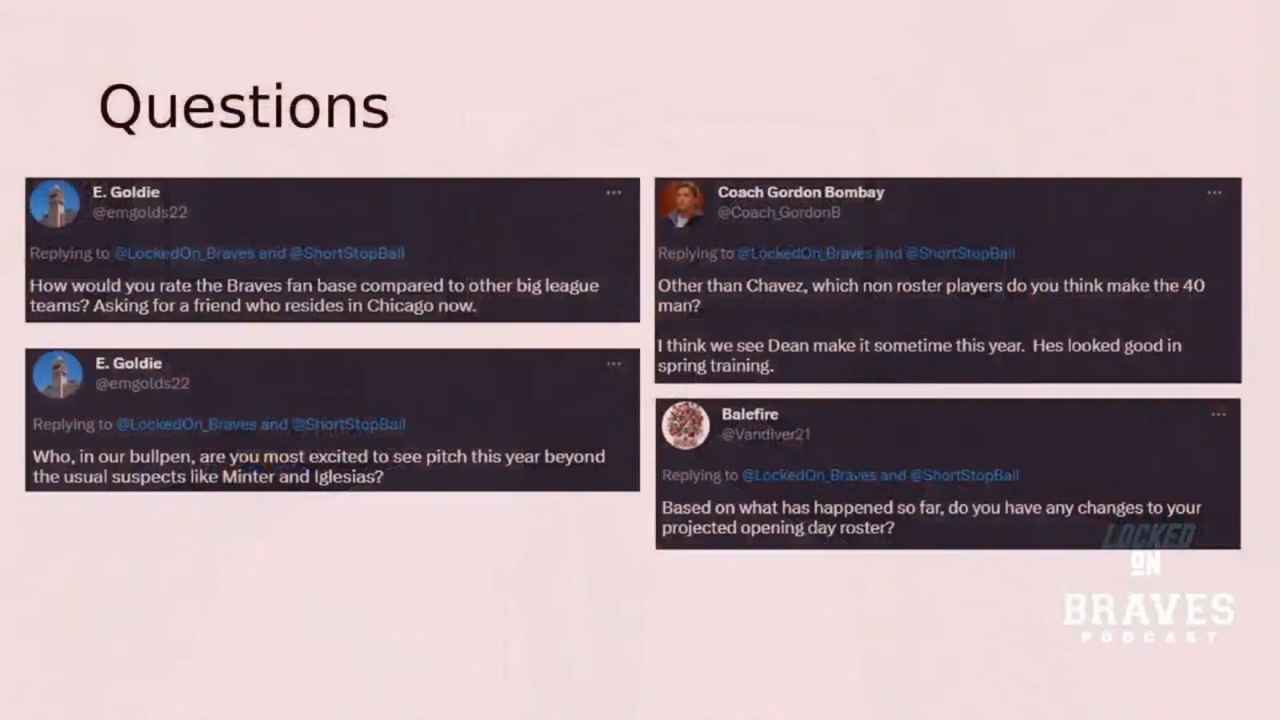 Questions
E. Goldie
@emgolds22
Replying to @LockedOn_Braves and @ShortStopBall
How would you rate the Braves fan base compared to other big league
teams? Asking for a friend who resides in Chicago now.
E. Goldie
@emgolds22
Replying to @LockedOn_Braves and @ShortStopBall
Who, in our bullpen, are you most excited to see pitch this year beyond
the usual suspects like Minter and Iglesias?
Coach Gordon Bombay
@Coach_GordonB
Replying to @LockedOn_Braves and @ShortStopBall
Other than Chavez, which non roster players do you think make the 40
man?
I think we see Dean make it sometime this year. Hes looked good in
spring training.
Balefire
@Vandiver21
Replying to @LockedOn_Braves and @ShortStopBall
Based on what has happened so far, do you have any changes to your
projected opening day roster?
LOCKED
ON
BRAVES
PODCAST